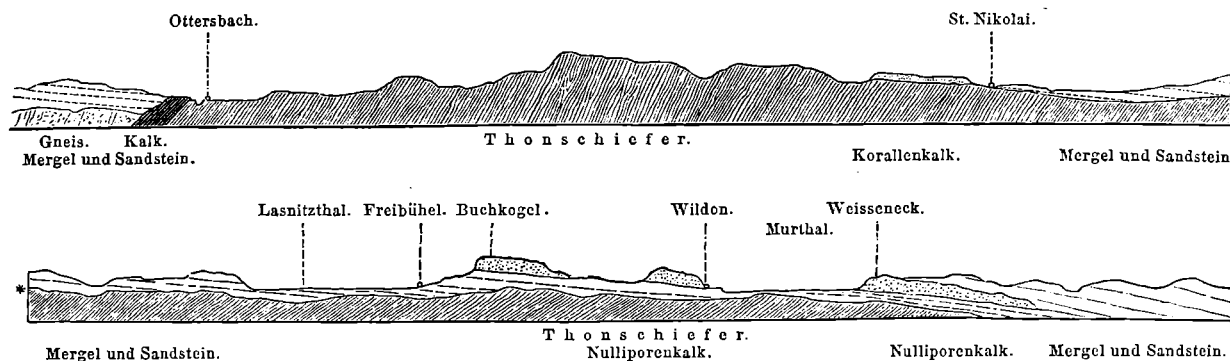 Ottersbach.
St. Nikolai.
Gneis. Kalk.
Thonschiefer.
Mergel und Sandstein.
Korallenkalk.
Mergel und Sandstein
Lasnitzthal. Freibühel. Buchkogel. Wildon. Weisseneck.
Murthal.
*
Thonschiefer.
Mergel und Sandstein. Nulliporenkalk. Nulliporenkalk. Mergel und Sandstein.